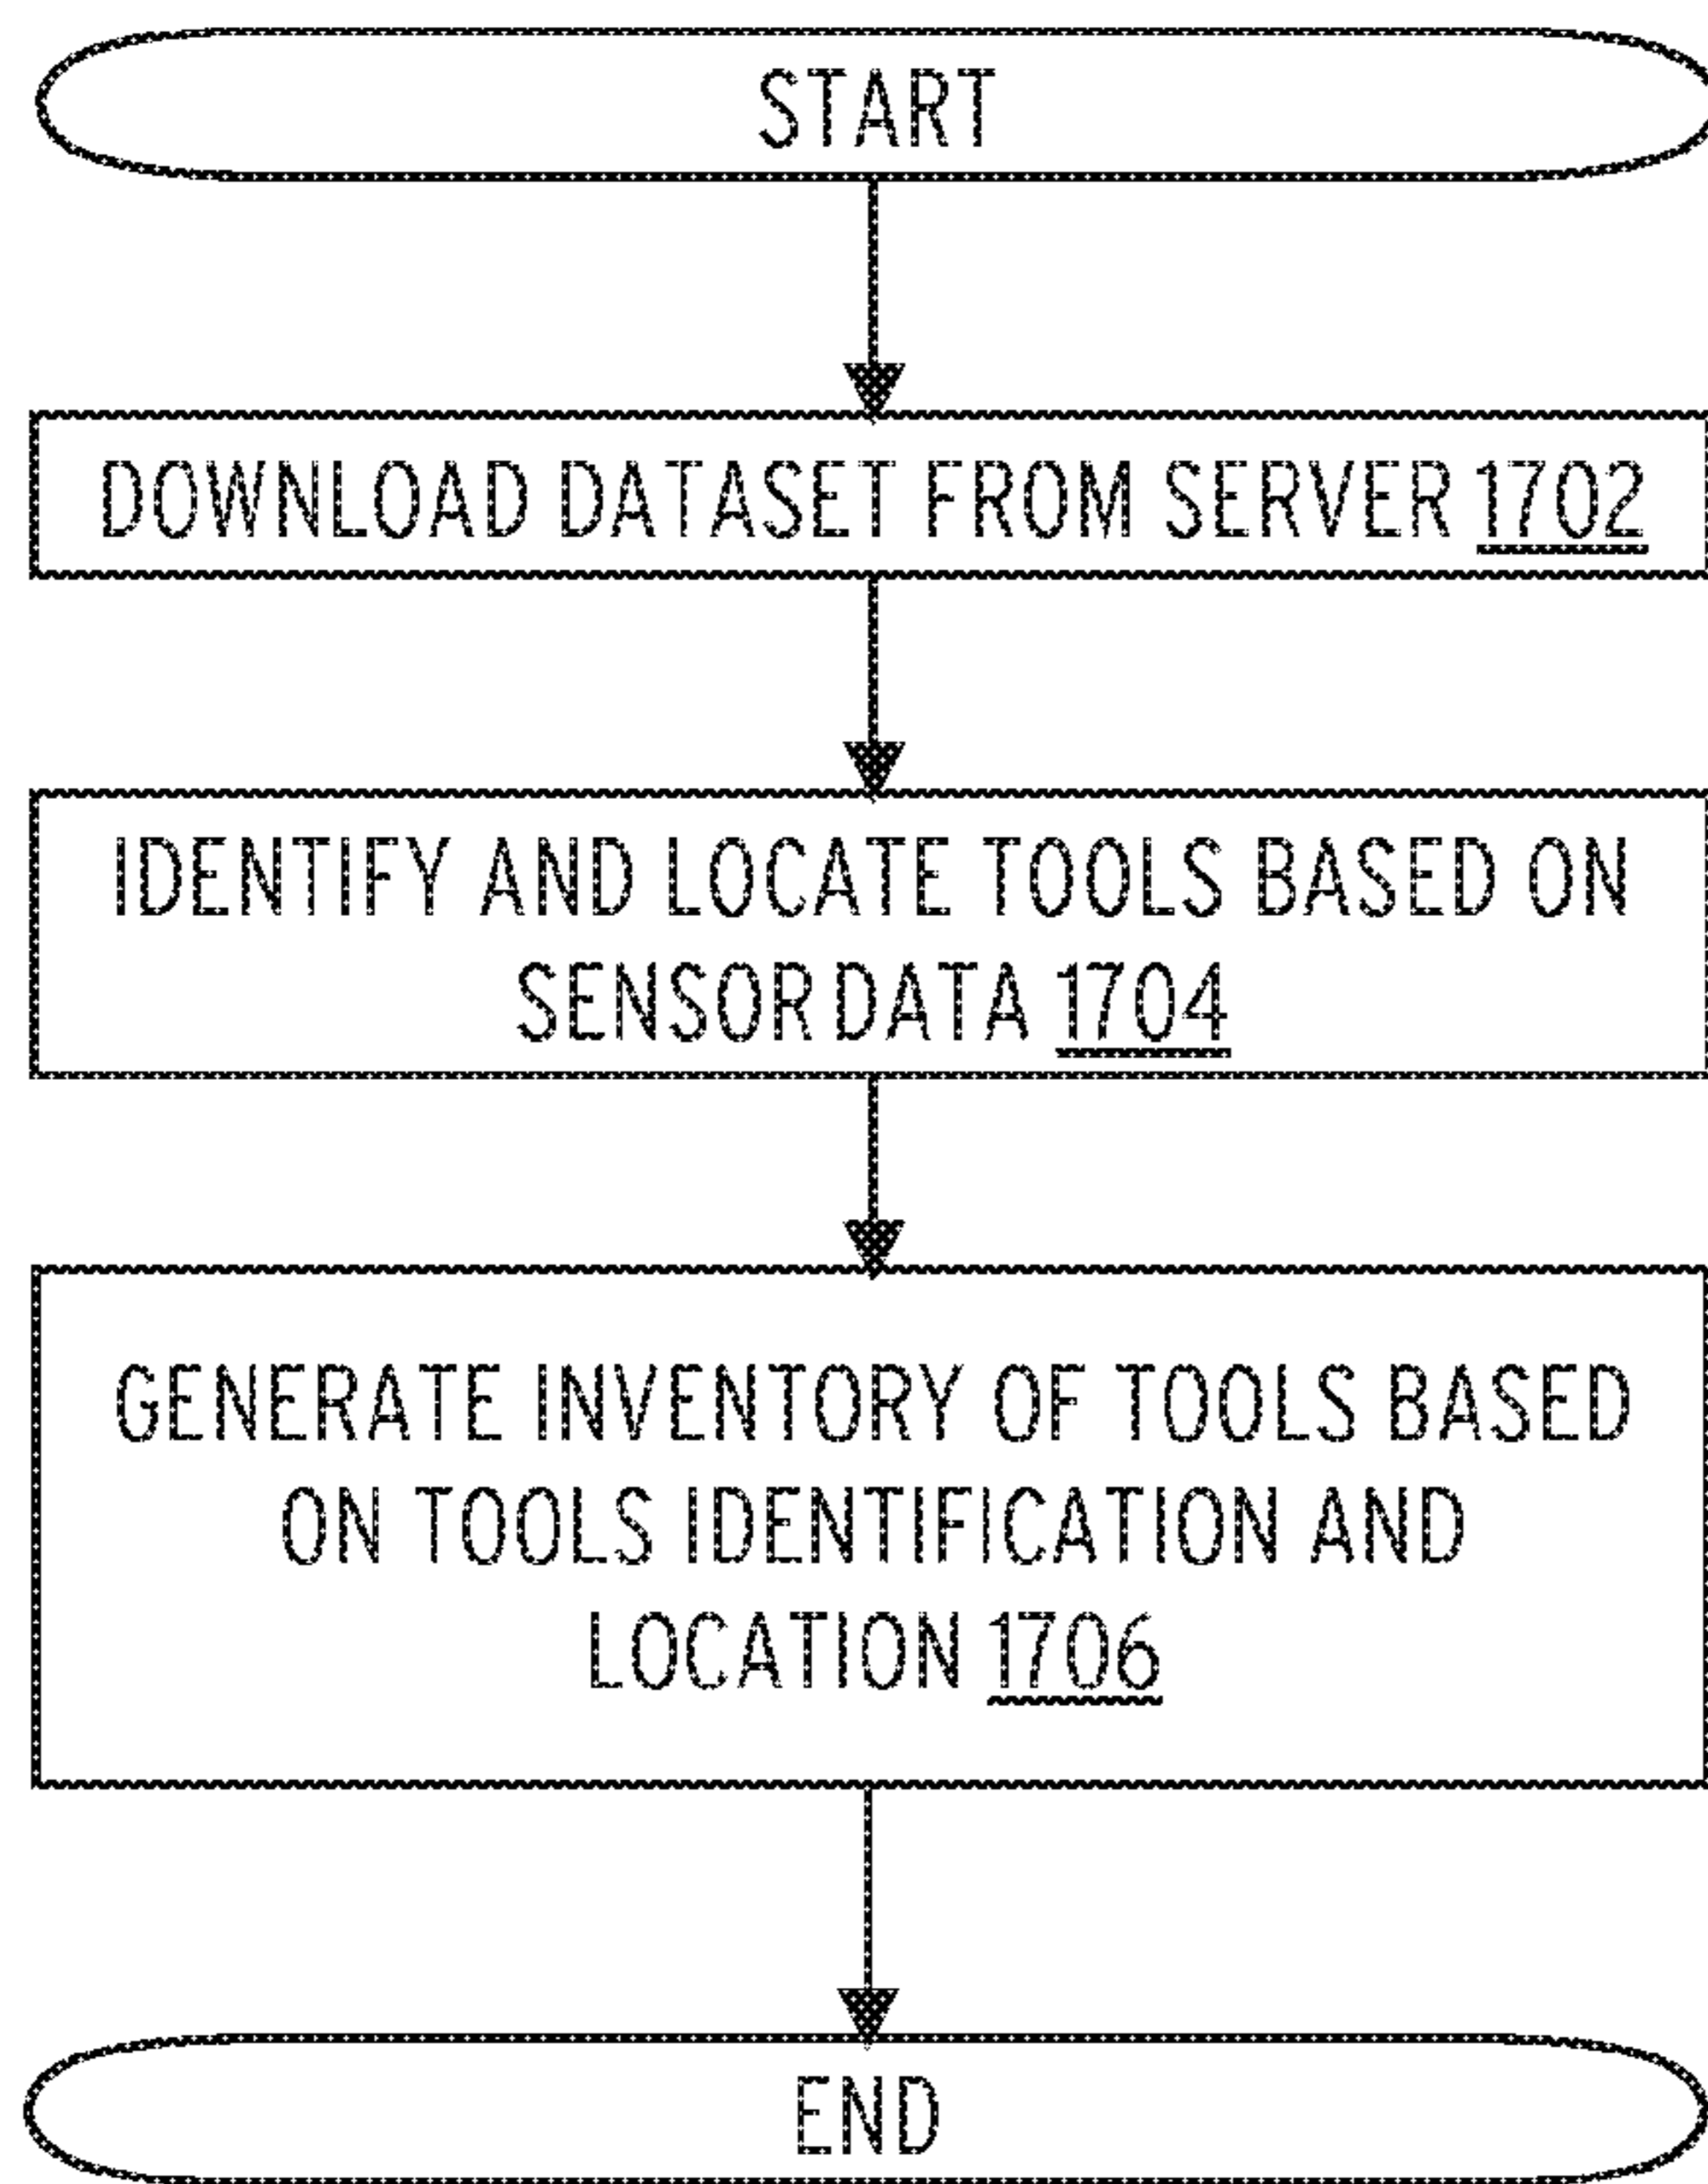 START
DOWNLOAD DATASET FROM SERVER 1702
IDENTIFY AND LOCATE TOOLS BASED ON
SENSOR DATA 1704
GENERATE INVENTORY OF TOOLS BASED
ON TOOLS IDENTIFICATION AND
LOCATION 1706
END